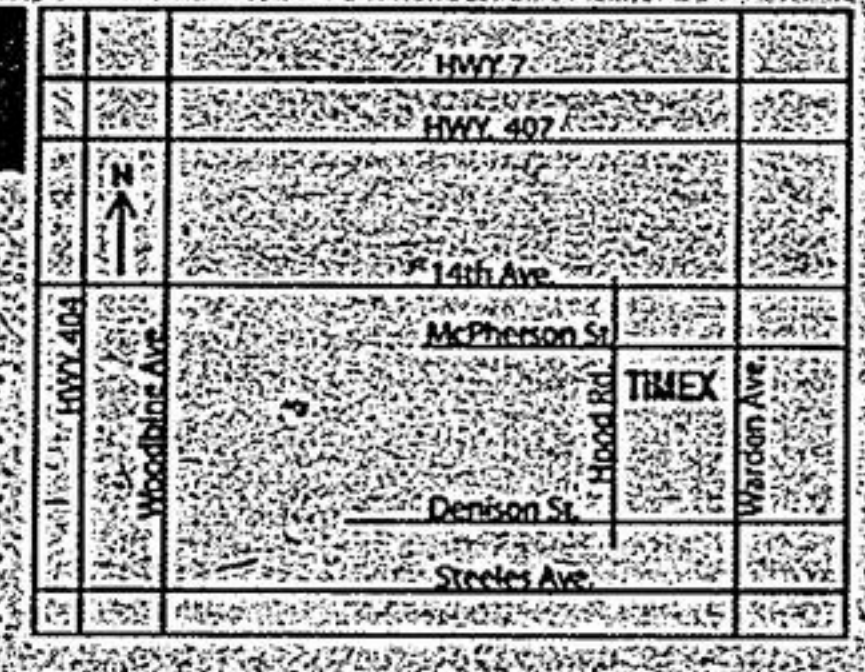 HWY. 7
HWY. 407
N
14th Ave.
HWY. 404
Woodbine Ave.
McPherson St.
Hood Rd.
TIMEX
Warden Ave.
Denison St.
Steeles Ave.